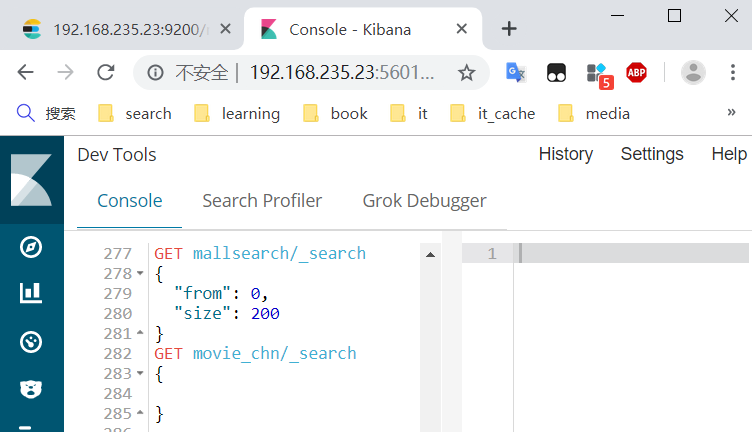 192.168.235.23:9200/
Console - Kibana
不安全 | 192.168.235.23:5601...
ABP
5
搜索 search learning book it it_cache media »
Dev Tools History Settings Help
Console Search Profiler Grok Debugger
277 GET mallsearch/_search
278 {
279 "from": 0,
280 "size": 200
281 }
282 GET movie_chn/_search
283 {
284
285 }
1